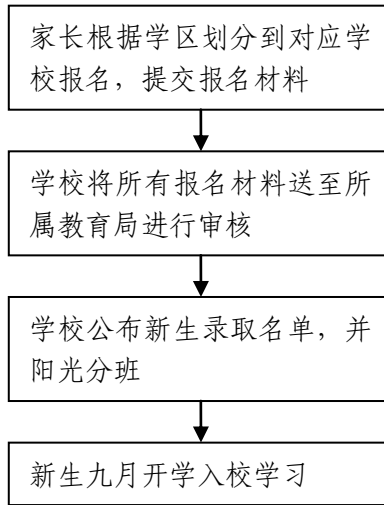 家长根据学区划分到对应学
校报名，提交报名材料
学校将所有报名材料送至所
属教育局进行审核
学校公布新生录取名单，并
阳光分班
新生九月开学入校学习